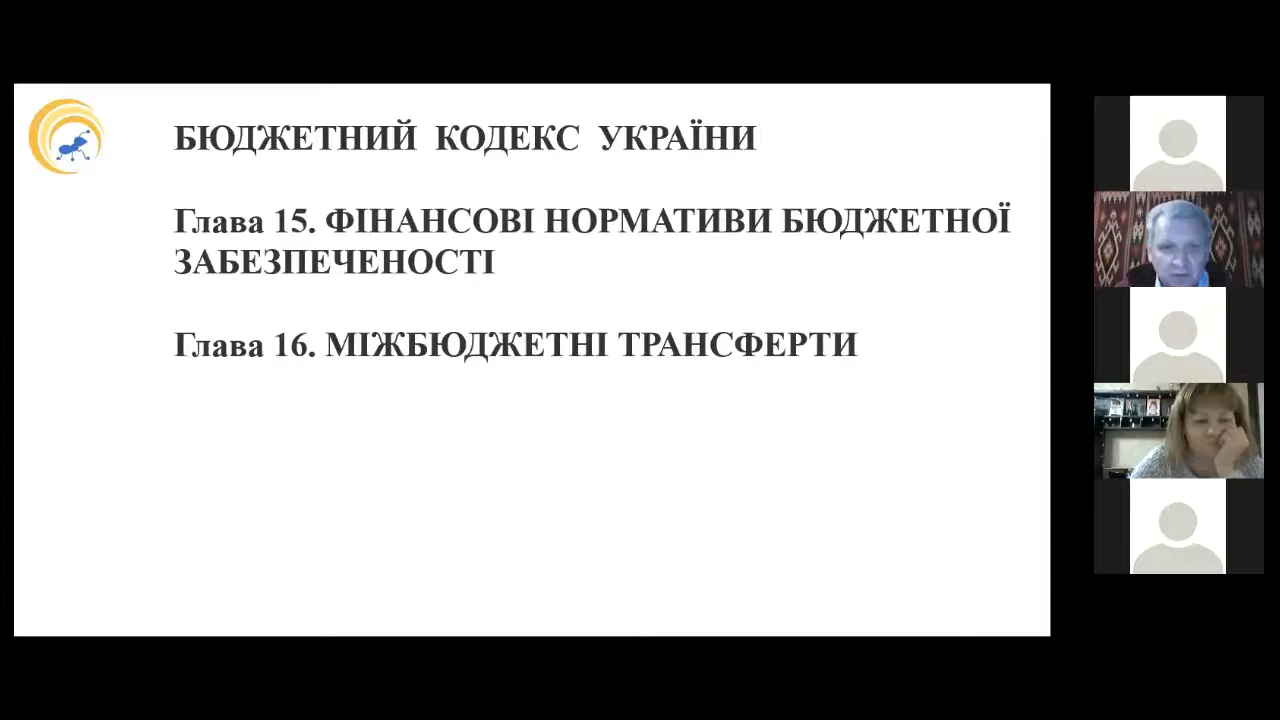 БЮДЖЕТНИЙ КОДЕКС УКРАЇНИ
Глава 15. ФІНАНСОВІ НОРМАТИВИ БЮДЖЕТНОЇ
ЗАБЕЗПЕЧЕНОСТІ
Глава 16. МІЖБЮДЖЕТНІ ТРАНСФЕРТИ